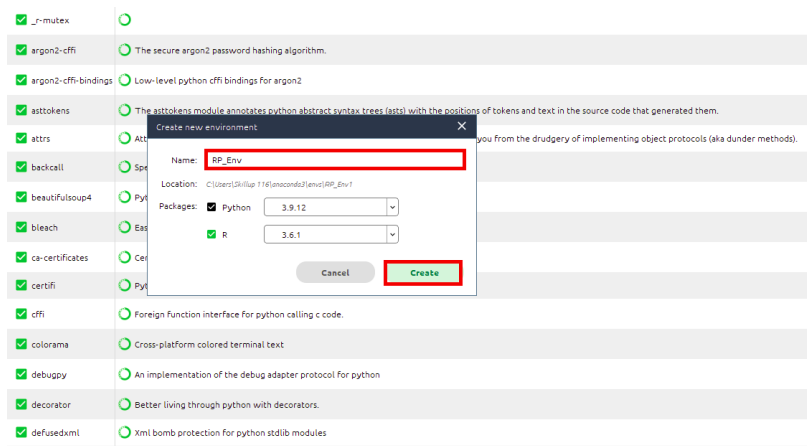 _r-mutex
argon2-cffi The secure argon2 password hashing algorithm.
argon2-cffi-bindings Low-level python cffi bindings for argon2
asttokens The asttokens module annotates python abstract syntax trees (asts) with the positions of tokens and text in the source code that generated them.
attrs Att you from the drudgery of implementing object protocols (aka dunder methods).
backcall Spe
beautifulsoup4 Pyt
bleach Eas
ca-certificates Cer
certifi Pyt
Create new environment
Name: RP_Env
Location: C:\Users\Skillup 116\anaconda3\envs\RP_Env1
Packages: Python 3.9.12
R 3.6.1
Cancel Create
cffi Foreign function interface for python calling c code.
colorama Cross-platform colored terminal text
debugpy An implementation of the debug adapter protocol for python
decorator Better living through python with decorators.
defusedxml Xml bomb protection for python stdlib modules